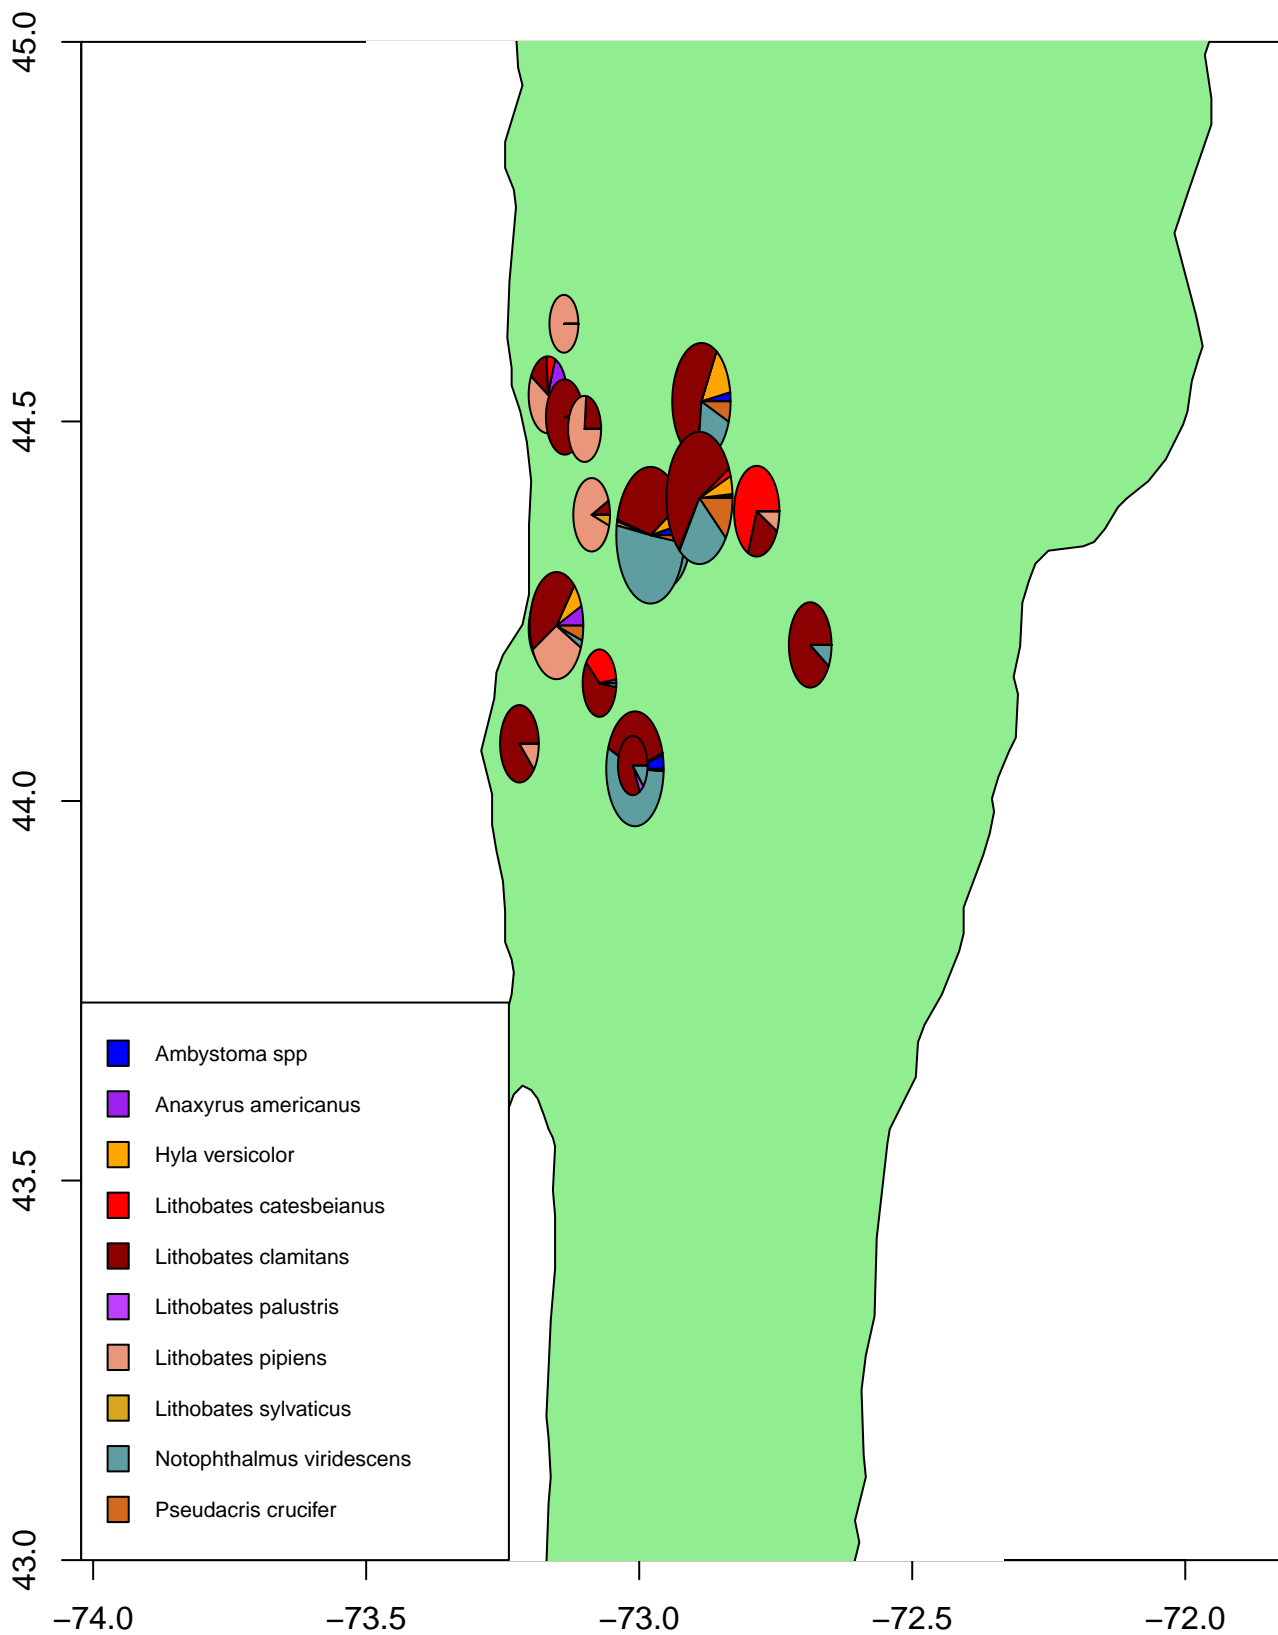 45.0
44.5
44.0
43.5
43.0
Ambystoma spp
Anaxyrus americanus
Hyla versicolor
Lithobates catesbeianus
Lithobates clamitans
Lithobates palustris
Lithobates pipiens
Lithobates sylvaticus
Notophthalmus viridescens
Pseudacris crucifer
−74.0 −73.5 −73.0 −72.5 −72.0